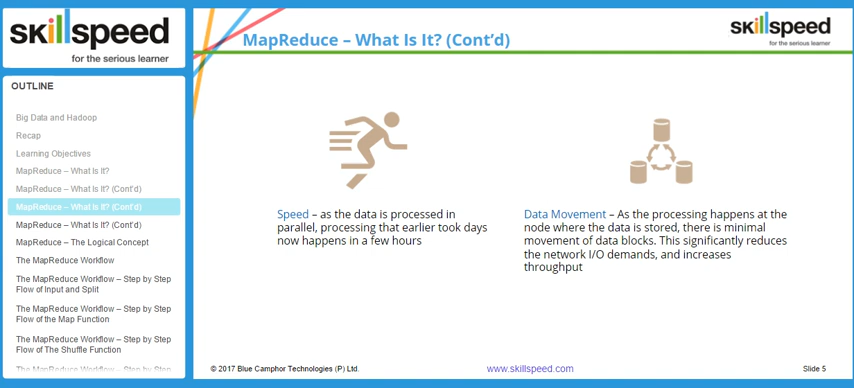 skillspeed
for the serious learner
OUTLINE
Big Data and Hadoop
Recap
Learning Objectives
MapReduce – What Is It?
MapReduce – What Is It? (Cont'd)
MapReduce – What Is It? (Cont'd)
MapReduce – What Is It? (Cont'd)
MapReduce – The Logical Concept
The MapReduce Workflow
The MapReduce Workflow – Step by Step
Flow of Input and Split
The MapReduce Workflow – Step by Step
Flow of the Map Function
The MapReduce Workflow – Step by Step
Flow of The Shuffle Function
The MapReduce Workflow – Step by Step
MapReduce – What Is It? (Cont'd)
skillspeed
for the serious learner
Speed – as the data is processed in
parallel, processing that earlier took days
now happens in a few hours
Data Movement – As the processing happens at the
node where the data is stored, there is minimal
movement of data blocks. This significantly reduces
the network I/O demands, and increases
throughput
© 2017 Blue Camphor Technologies (P) Ltd.
www.skillspeed.com
Slide 5